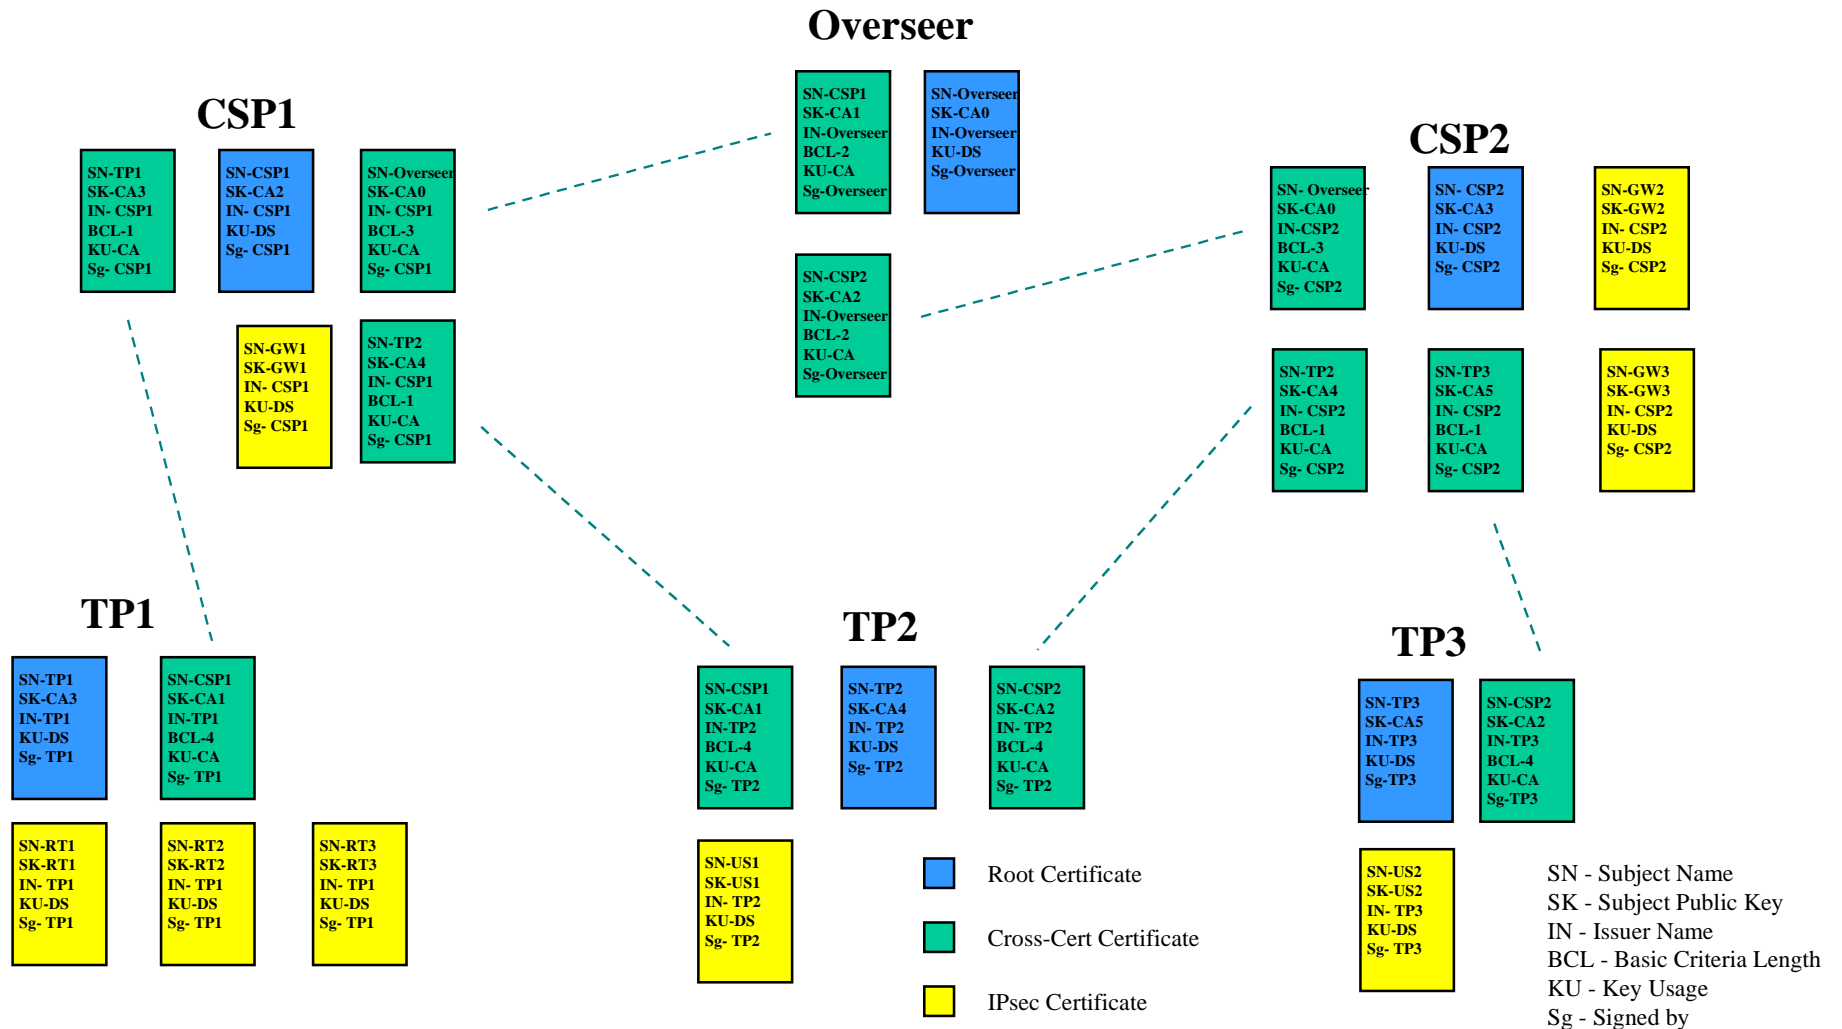 Overseer
SN-CSP1
SK-CA1
IN-Overseer
BCL-2
KU-CA
Sg-Overseer
SN-Overseer
SK-CA0
IN-Overseer
KU-DS
Sg-Overseer
SN-CSP2
SK-CA2
IN-Overseer
BCL-2
KU-CA
Sg-Overseer
CSP1
SN-TP1
SK-CA3
IN- CSP1
BCL-1
KU-CA
Sg- CSP1
SN-CSP1
SK-CA2
IN- CSP1
KU-DS
Sg- CSP1
SN-Overseer
SK-CA0
IN- CSP1
BCL-3
KU-CA
Sg- CSP1
SN-GW1
SK-GW1
IN- CSP1
KU-DS
Sg- CSP1
SN-TP2
SK-CA4
IN- CSP1
BCL-1
KU-CA
Sg- CSP1
CSP2
SN- Overseer
SK-CA0
IN-CSP2
BCL-3
KU-CA
Sg- CSP2
SN- CSP2
SK-CA3
IN- CSP2
KU-DS
Sg- CSP2
SN-GW2
SK-GW2
IN- CSP2
KU-DS
Sg- CSP2
SN-TP2
SK-CA4
IN- CSP2
BCL-1
KU-CA
Sg- CSP2
SN-TP3
SK-CA5
IN- CSP2
BCL-1
KU-CA
Sg- CSP2
SN-GW3
SK-GW3
IN- CSP2
KU-DS
Sg- CSP2
TP1
SN-TP1
SK-CA3
IN-TP1
KU-DS
Sg- TP1
SN-CSP1
SK-CA1
IN-TP1
BCL-4
KU-CA
Sg- TP1
SN-RT1
SK-RT1
IN- TP1
KU-DS
Sg- TP1
SN-RT2
SK-RT2
IN- TP1
KU-DS
Sg- TP1
SN-RT3
SK-RT3
IN- TP1
KU-DS
Sg- TP1
TP2
SN-CSP1
SK-CA1
IN-TP2
BCL-4
KU-CA
Sg- TP2
SN-TP2
SK-CA4
IN- TP2
KU-DS
Sg- TP2
SN-CSP2
SK-CA2
IN- TP2
BCL-4
KU-CA
Sg- TP2
SN-US1
SK-US1
IN- TP2
KU-DS
Sg- TP2
TP3
SN-TP3
SK-CA5
IN-TP3
KU-DS
Sg-TP3
SN-CSP2
SK-CA2
IN-TP3
BCL-4
KU-CA
Sg-TP3
SN-US2
SK-US2
IN- TP3
KU-DS
Sg- TP3
Root Certificate
Cross-Cert Certificate
IPsec Certificate
SN - Subject Name
SK - Subject Public Key
IN - Issuer Name
BCL - Basic Criteria Length
KU - Key Usage
Sg - Signed by